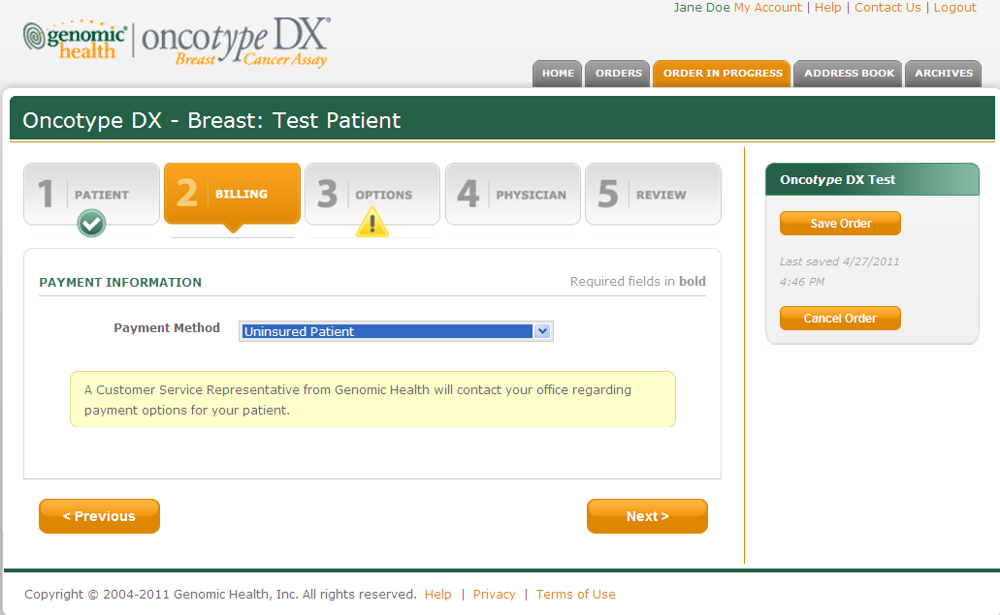 Jane Doe My Account | Help | Contact Us | Logout
genomic health | oncotype DX®
Breast Cancer Assay
HOME ORDERS ORDER IN PROGRESS ADDRESS BOOK ARCHIVES
Oncotype DX - Breast: Test Patient
1 PATIENT 2 BILLING 3 OPTIONS 4 PHYSICIAN 5 REVIEW
PAYMENT INFORMATION Required fields in bold
Payment Method Uninsured Patient
A Customer Service Representative from Genomic Health will contact your office regarding
payment options for your patient.
< Previous Next >
Oncotype DX Test
Save Order
Last saved 4/27/2011
4:46 PM
Cancel Order
Copyright © 2004-2011 Genomic Health, Inc. All rights reserved. Help | Privacy | Terms of Use